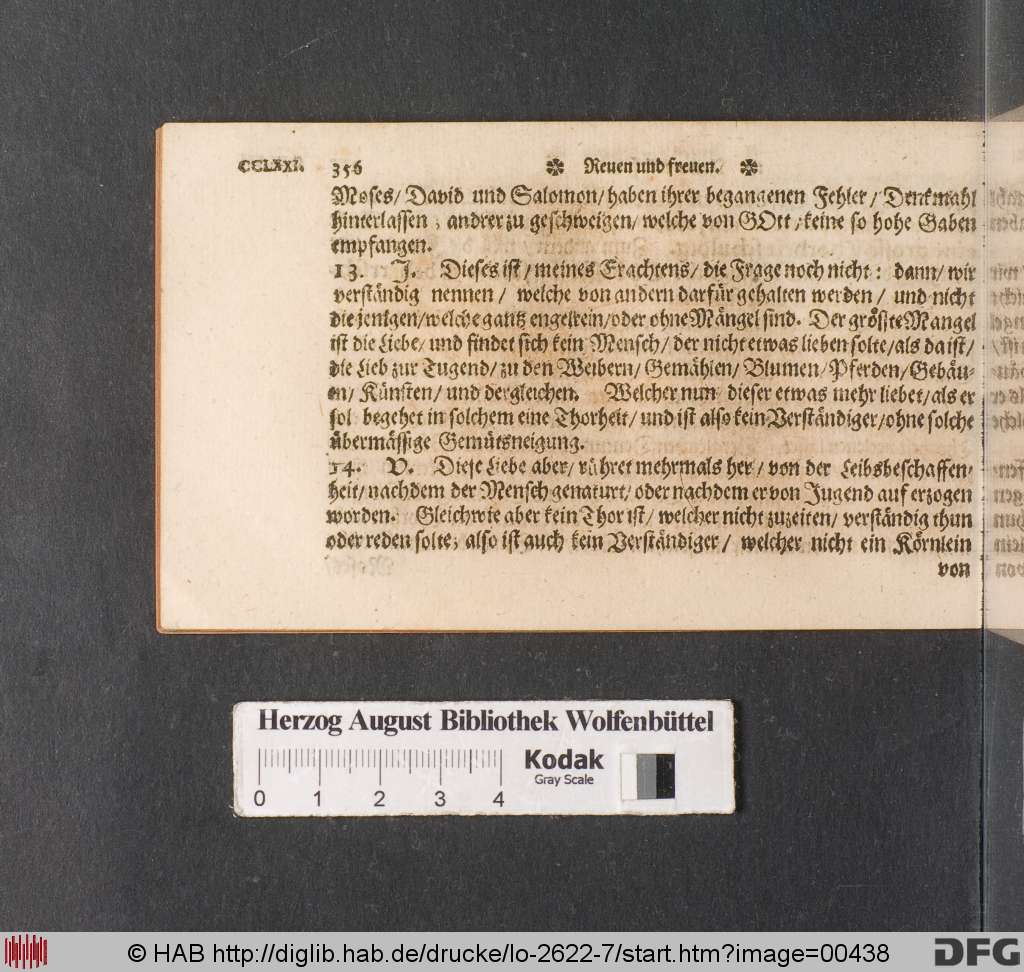 CCLXXI. 356 Reuen und freuen.
Moses/ David und Salomon/ haben ihrer begangenen Fehler/ Denkmahl
hinterlassen, andrer zu geschweigen/ welche von GOtt/ keine so hohe Gaben
empfangen.
13. J. Dieses ist/ meines Erachtens/ die Frage noch nicht: dann/ wir
verständig nennen/ welche von andern darfür gehalten werden/ und nicht
die jenigen/ welche gantz engelrein/ oder ohne Mängel sind. Der grösste Mangel
ist die Liebe/ und findet sich kein Mensch/ der nicht etwas lieben solte/ als da ist/
die Lieb zur Tugend/ zu den Weibern/ Gemählen/ Blumen/ Pferden/ Gebäu-
en/ Künsten/ und dergleichen. Welcher nun dieser etwas mehr liebet/ als er
sol begehet in solchem eine Thorheit/ und ist also kein Verständiger/ ohne solche
übermässige Gemütsneigung.
14. V. Diese Liebe aber/ rühret mehrmals her/ von der Leibsbeschaffen-
heit/ nachdem der Mensch genaturt/ oder nachdem er von Jugend auf erzogen
worden. Gleichwie aber kein Thor ist/ welcher nicht zuzeiten/ verständig thun
oder reden solte; also ist auch kein Verständiger/ welcher nicht ein Körnlein
von
Herzog August Bibliothek Wolfenbüttel
0 1 2 3 4
Kodak
Gray Scale
© HAB http://diglib.hab.de/drucke/lo-2622-7/start.htm?image=00438
DFG